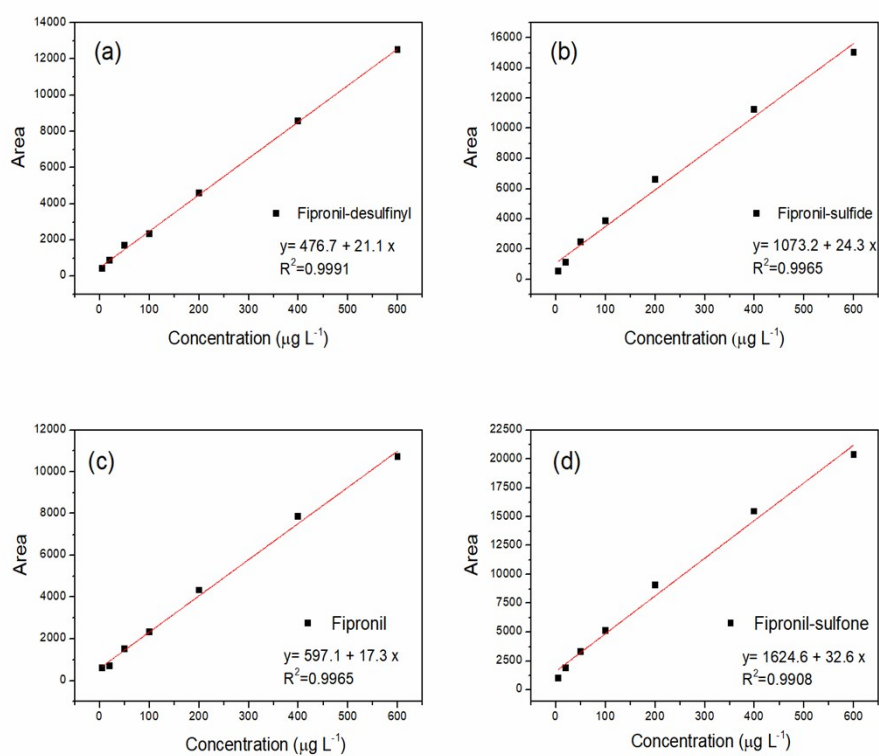 (a)
12000
10000
8000
6000
4000
2000
0
Area
Fipronil-desulfinyl
y= 476.7 + 21.1 x
R²=0.9991
0 100 200 300 400 500 600
Concentration (μg L⁻¹)
(b)
16000
14000
12000
10000
8000
6000
4000
2000
0
Area
Fipronil-sulfide
y= 1073.2 + 24.3 x
R²=0.9965
0 100 200 300 400 500 600
Concentration (μg L⁻¹)
(c)
12000
10000
8000
6000
4000
2000
0
Area
Fipronil
y= 597.1 + 17.3 x
R²=0.9965
0 100 200 300 400 500 600
Concentration (μg L⁻¹)
(d)
22500
20000
17500
15000
12500
10000
7500
5000
2500
0
Area
Fipronil-sulfone
y= 1624.6 + 32.6 x
R²=0.9908
0 100 200 300 400 500 600
Concentration (μg L⁻¹)